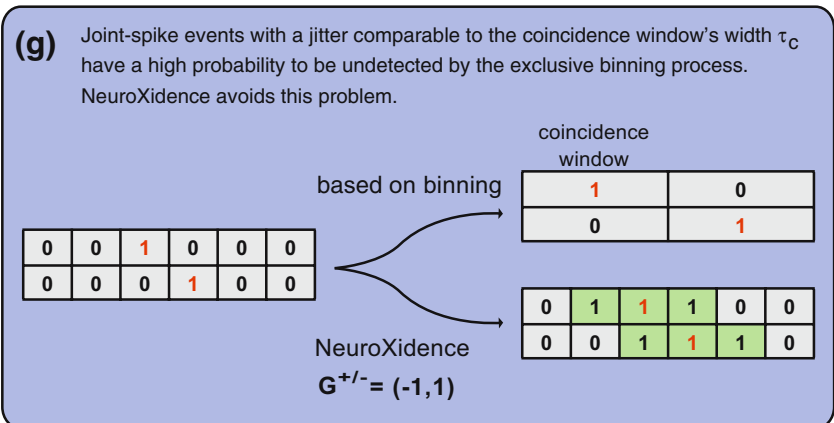 (g) Joint-spike events with a jitter comparable to the coincidence window's width τc
have a high probability to be undetected by the exclusive binning process.
NeuroXidence avoids this problem.
coincidence
window
based on binning
1 0
0 1
0 0 1 0 0 0
0 0 0 1 0 0
0 1 1 1 0 0
0 0 1 1 1 0
NeuroXidence
G+/-= (-1,1)